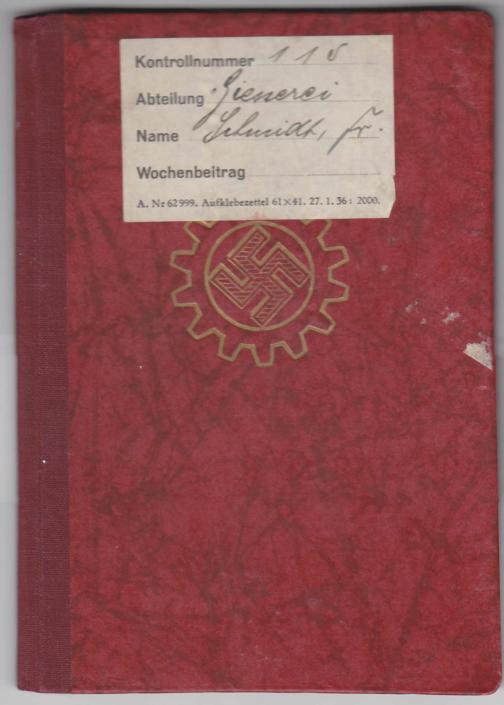 Kontrollnummer 115
Abteilung Giesserei
Name Schmidt, Fr.
Wochenbeitrag
A. Nr 62999. Aufklebezettel 61×41. 27. 1. 36: 2000.